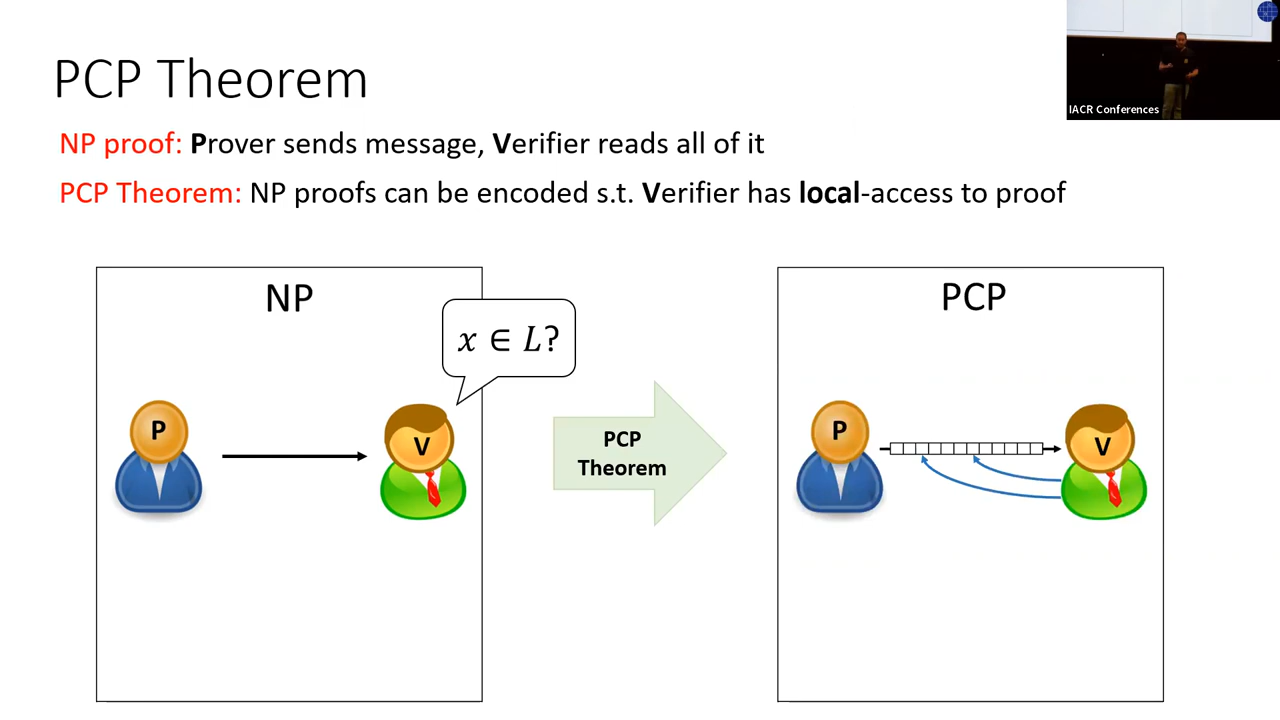 PCP Theorem
IACR Conferences
NP proof: Prover sends message, Verifier reads all of it
PCP Theorem: NP proofs can be encoded s.t. Verifier has local-access to proof
NP
x ∈ L?
P
V
PCP
Theorem
PCP
P
V